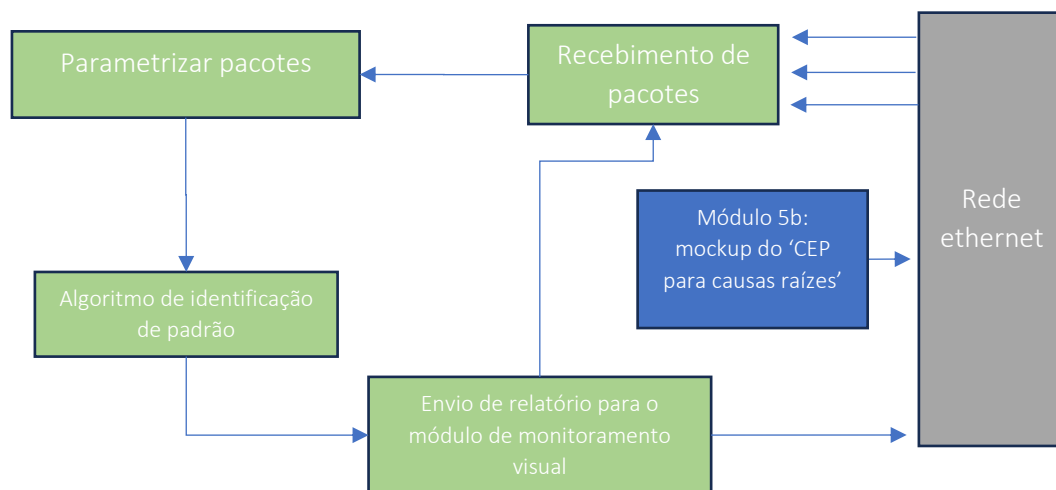 Parametrizar pacotes
Recebimento de
pacotes
Rede
ethernet
Módulo 5b:
mockup do ‘CEP
para causas raízes’
Algoritmo de identificação
de padrão
Envio de relatório para o
módulo de monitoramento
visual